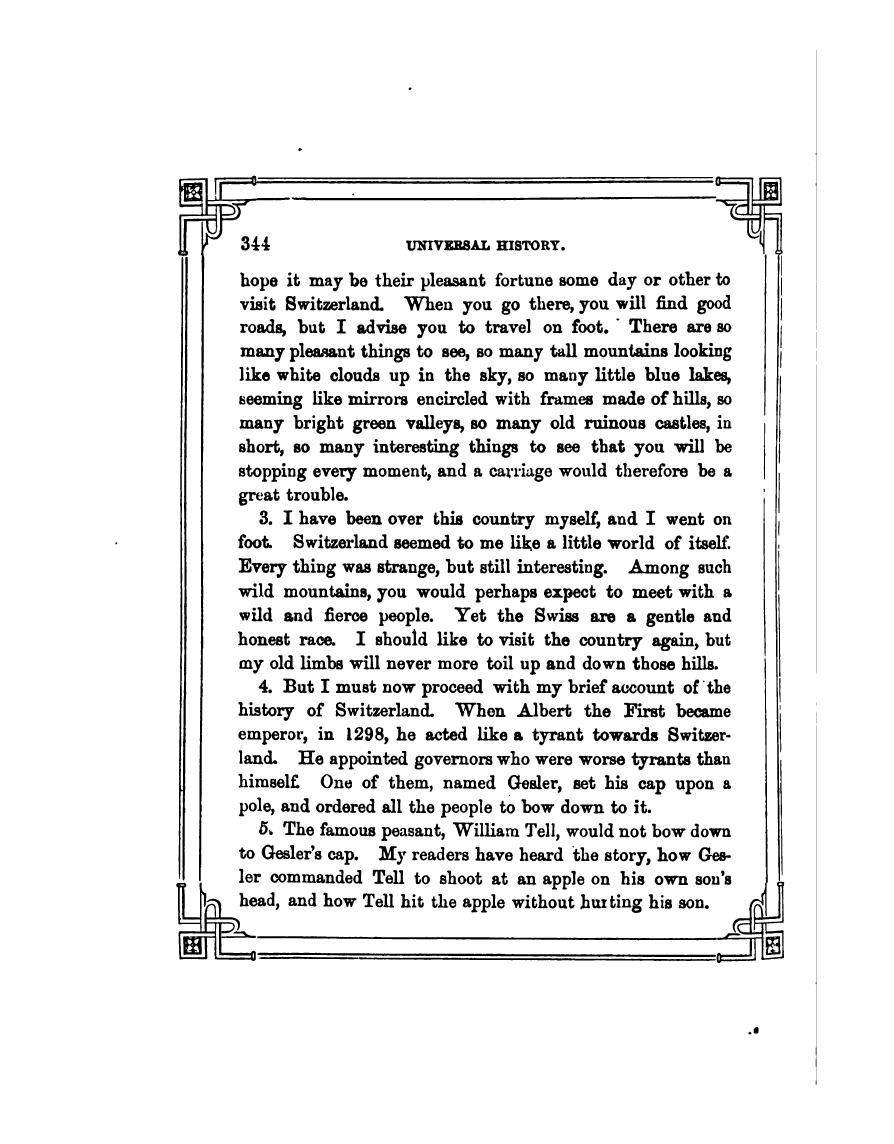 344 UNIVERSAL HISTORY.
hope it may be their pleasant fortune some day or other to
visit Switzerland. When you go there, you will find good
roads, but I advise you to travel on foot. There are so
many pleasant things to see, so many tall mountains looking
like white clouds up in the sky, so many little blue lakes,
seeming like mirrors encircled with frames made of hills, so
many bright green valleys, so many old ruinous castles, in
short, so many interesting things to see that you will be
stopping every moment, and a carriage would therefore be a
great trouble.
3. I have been over this country myself, and I went on
foot. Switzerland seemed to me like a little world of itself.
Every thing was strange, but still interesting. Among such
wild mountains, you would perhaps expect to meet with a
wild and fierce people. Yet the Swiss are a gentle and
honest race. I should like to visit the country again, but
my old limbs will never more toil up and down those hills.
4. But I must now proceed with my brief account of the
history of Switzerland. When Albert the First became
emperor, in 1298, he acted like a tyrant towards Switzer-
land. He appointed governors who were worse tyrants than
himself. One of them, named Gesler, set his cap upon a
pole, and ordered all the people to bow down to it.
5. The famous peasant, William Tell, would not bow down
to Gesler's cap. My readers have heard the story, how Ges-
ler commanded Tell to shoot at an apple on his own son's
head, and how Tell hit the apple without hurting his son.